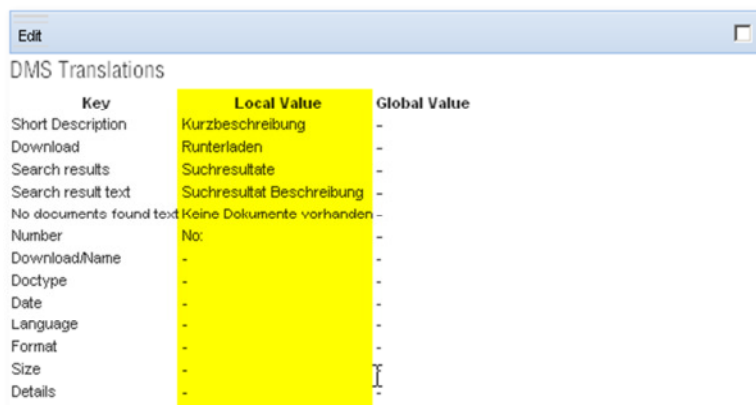 Edit
DMS Translations
Key Local Value Global Value
Short Description Kurzbeschreibung -
Download Runterladen -
Search results Suchresultate -
Search result text Suchresultat Beschreibung -
No documents found text Keine Dokumente vorhanden -
Number No: -
Download/Name - -
Doctype - -
Date - -
Language - -
Format - -
Size - -
Details - -